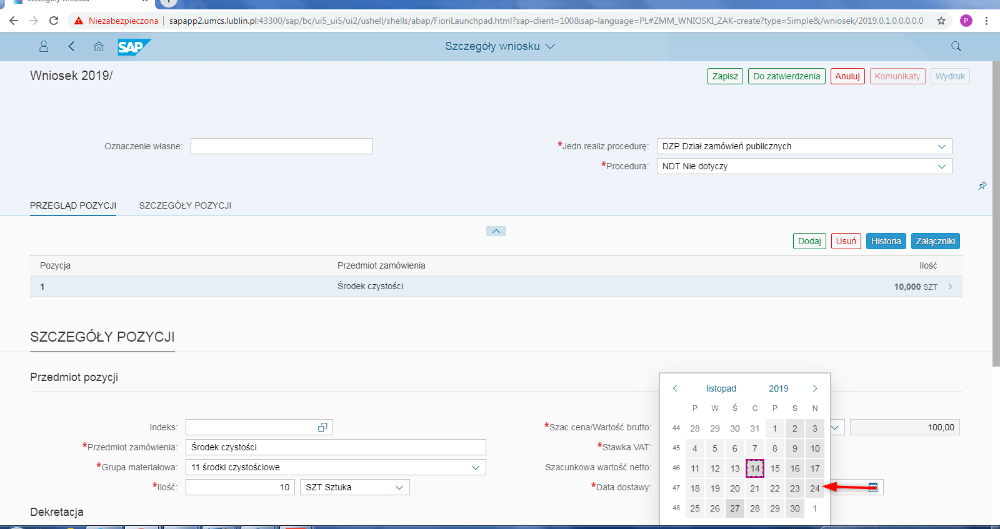 Szczegóły wniosku
Niezabezpieczona | sapapp2.umcs.lublin.pl:43300/sap/bc/ui5_ui5/ui2/ushell/shells/abap/FioriLaunchpad.html?sap-client=100&sap-language=PL#ZMM_WNIOSKI_ZAK-create?type=Simple&/wniosek/2019,0,1,0,0,0,0,0
P
SAP
Szczegóły wniosku
Wniosek 2019/
Zapisz Do zatwierdzenia Anuluj Komunikaty Wydruk
Oznaczenie własne:
*Jedn.realiz.procedurę: DZP Dział zamówień publicznych
*Procedura: NDT Nie dotyczy
PRZEGLĄD POZYCJI SZCZEGÓŁY POZYCJI
Dodaj Usuń Historia Załączniki
Pozycja Przedmiot zamówienia Ilość
1 Środek czystości 10,000 SZT
SZCZEGÓŁY POZYCJI
Przedmiot pozycji
Indeks:
*Przedmiot zamówienia: Środek czystości
*Grupa materiałowa: 11 środki czystościowe
*Ilość: 10 SZT Sztuka
*Szac.cena/Wartość brutto: 100,00
*Stawka.VAT:
Szacunkowa wartość netto:
*Data dostawy:
listopad 2019
P W Ś C P S N
44 28 29 30 31 1 2 3
45 4 5 6 7 8 9 10
46 11 12 13 14 15 16 17
47 18 19 20 21 22 23 24
48 25 26 27 28 29 30 1
Dekretacja